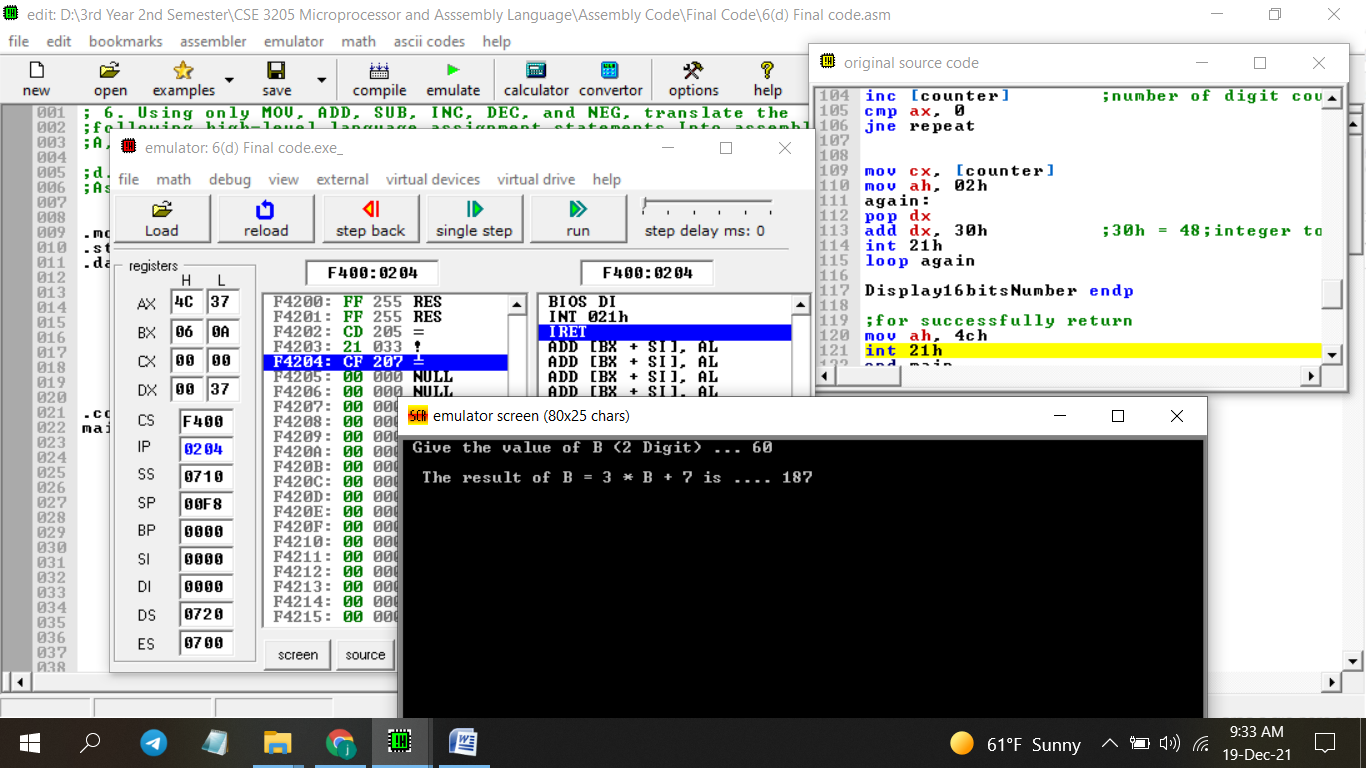 edit: D:\3rd Year 2nd Semester\CSE 3205 Microprocessor and Asssembly Language\Assembly Code\Final Code\6(d) Final code.asm
file edit bookmarks assembler emulator math ascii codes help
new open examples save compile emulate calculator convertor options help
001 ; 6. Using only MOV, ADD, SUB, INC, DEC, and NEG, translate the
002 ;following high-level language assignment statements Into assembl
003 ;A,
004
005 ;d.
006 ;As
007
008
009 .mo
010 .st
011 .da
012
013
014
015
016
017
018
019
020
021 .co
022 mai
023
024
025
026
027
028
029
030
031
032
033
034
035
036
037
038
emulator: 6(d) Final code.exe_
file math debug view external virtual devices virtual drive help
Load reload step back single step run step delay ms: 0
registers
H L
AX 4C 37
BX 06 0A
CX 00 00
DX 00 37
CS F400
IP 0204
SS 0710
SP 00F8
BP 0000
SI 0000
DI 0000
DS 0720
ES 0700
F400:0204 F400:0204
F4200: FF 255 RES
F4201: FF 255 RES
F4202: CD 205 =
F4203: 21 033 !
F4204: CF 207 ╧
F4205: 00 000 NULL
F4206: 00 000 NULL
F4207: 00 000
F4208: 00 000
F4209: 00 000
F420A: 00 000
F420B: 00 000
F420C: 00 000
F420D: 00 000
F420E: 00 000
F420F: 00 000
F4210: 00 000
F4211: 00 000
F4212: 00 000
F4213: 00 000
F4214: 00 000
F4215: 00 000
BIOS DI
INT 021h
IRET
ADD [BX + SI], AL
ADD [BX + SI], AL
ADD [BX + SI], AL
ADD [BX + SI], AL
screen source
original source code
104 inc [counter] ;number of digit cou
105 cmp ax, 0
106 jne repeat
107
108
109 mov cx, [counter]
110 mov ah, 02h
111 again:
112 pop dx
113 add dx, 30h ;30h = 48;integer to
114 int 21h
115 loop again
116
117 Display16bitsNumber endp
118
119 ;for successfully return
120 mov ah, 4ch
121 int 21h
122 end main
emulator screen (80x25 chars)
Give the value of B (2 Digit) ... 60
The result of B = 3 * B + 7 is .... 187
61°F Sunny
9:33 AM
19-Dec-21